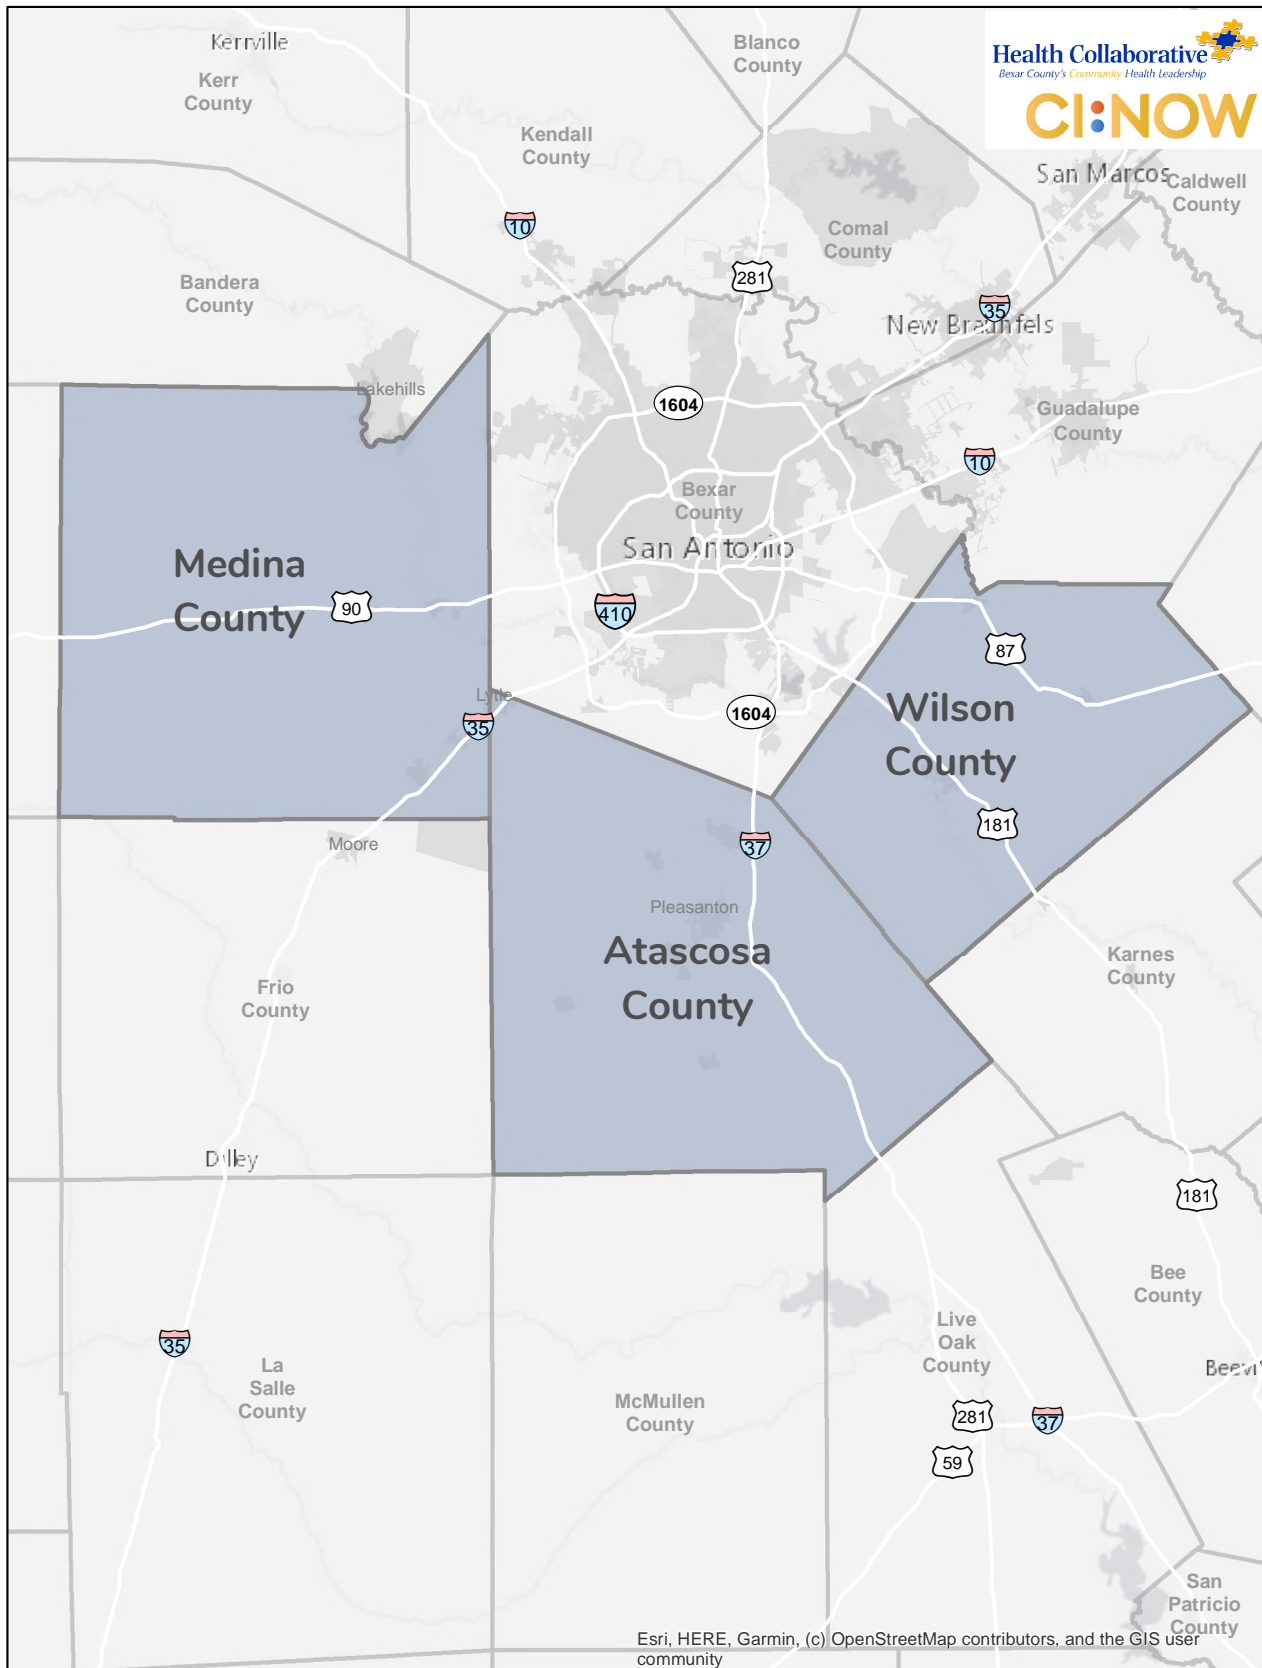 Health Collaborative
Bexar County's Community Health Leadership
CI:NOW
Kerrville
Kerr
County
Blanco
County
Kendall
County
San Marcos
Caldwell
County
Comal
County
10
281
35
Bandera
County
New Braunfels
Lakehills
1604
Guadalupe
County
10
Bexar
County
San Antonio
Medina
County
90
410
87
Wilson
County
Lytle
35
1604
181
Moore
37
Pleasanton
Atascosa
County
Karnes
County
Frio
County
Dilley
181
Bee
County
35
Live
Oak
County
La
Salle
County
McMullen
County
281
37
59
San
Patricio
County
Esri, HERE, Garmin, (c) OpenStreetMap contributors, and the GIS user
community